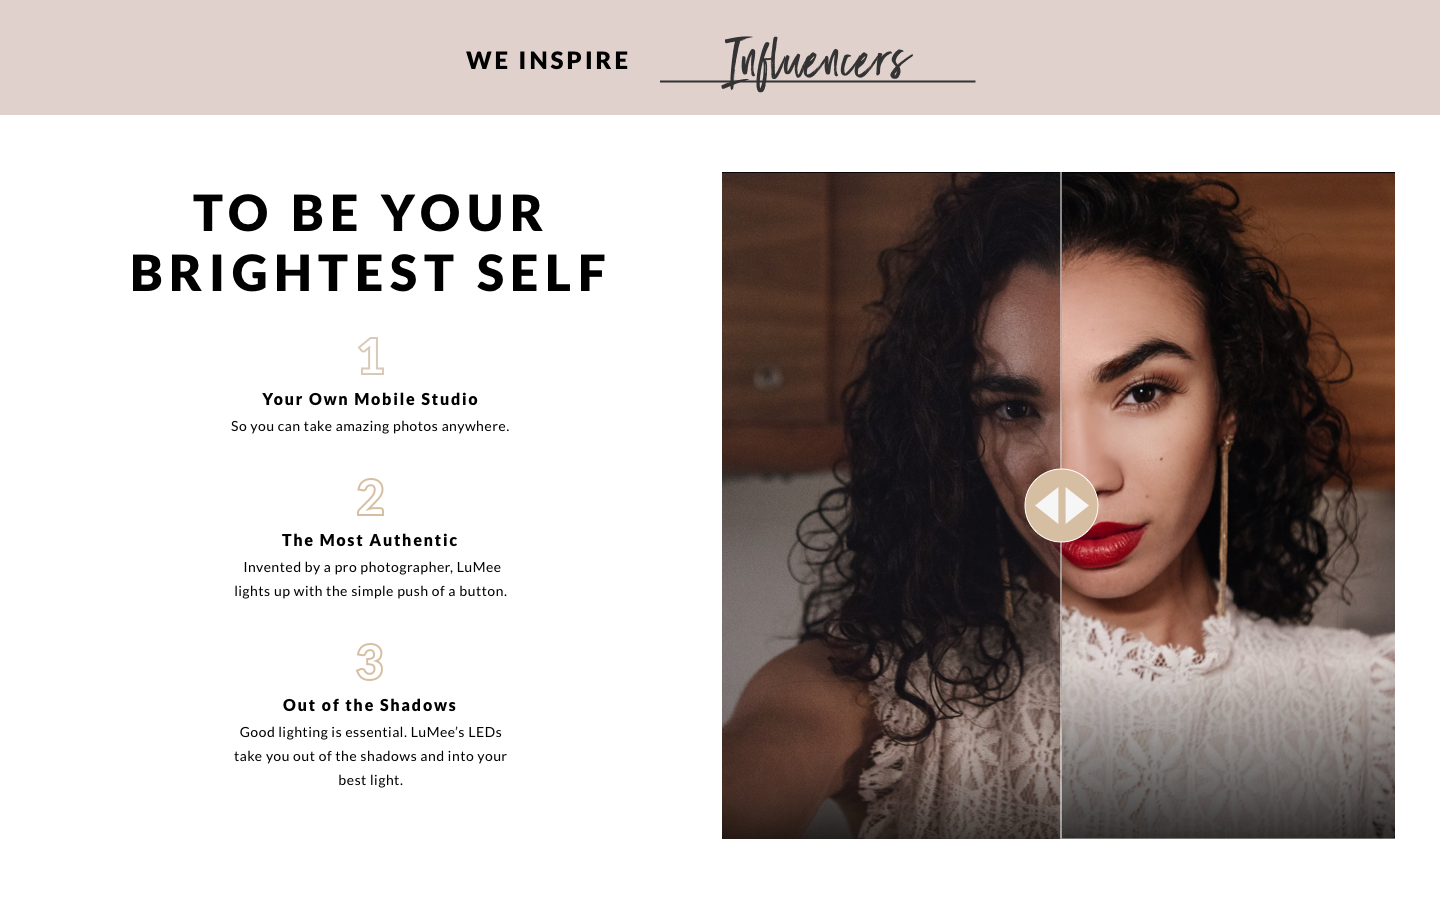 WE INSPIRE Influencers
TO BE YOUR
BRIGHTEST SELF
1
Your Own Mobile Studio
So you can take amazing photos anywhere.
2
The Most Authentic
Invented by a pro photographer, LuMee
lights up with the simple push of a button.
3
Out of the Shadows
Good lighting is essential. LuMee's LEDs
take you out of the shadows and into your
best light.